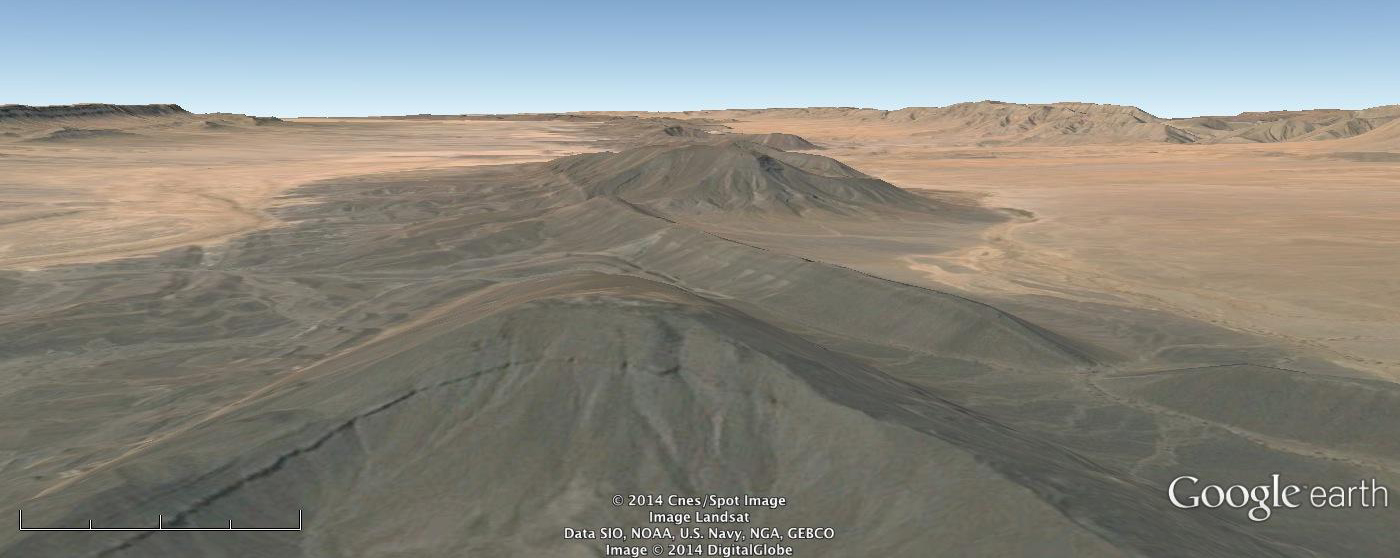 © 2014 Cnes/Spot Image
Image Landsat
Data SIO, NOAA, U.S. Navy, NGA, GEBCO
Image © 2014 DigitalGlobe
Google earth